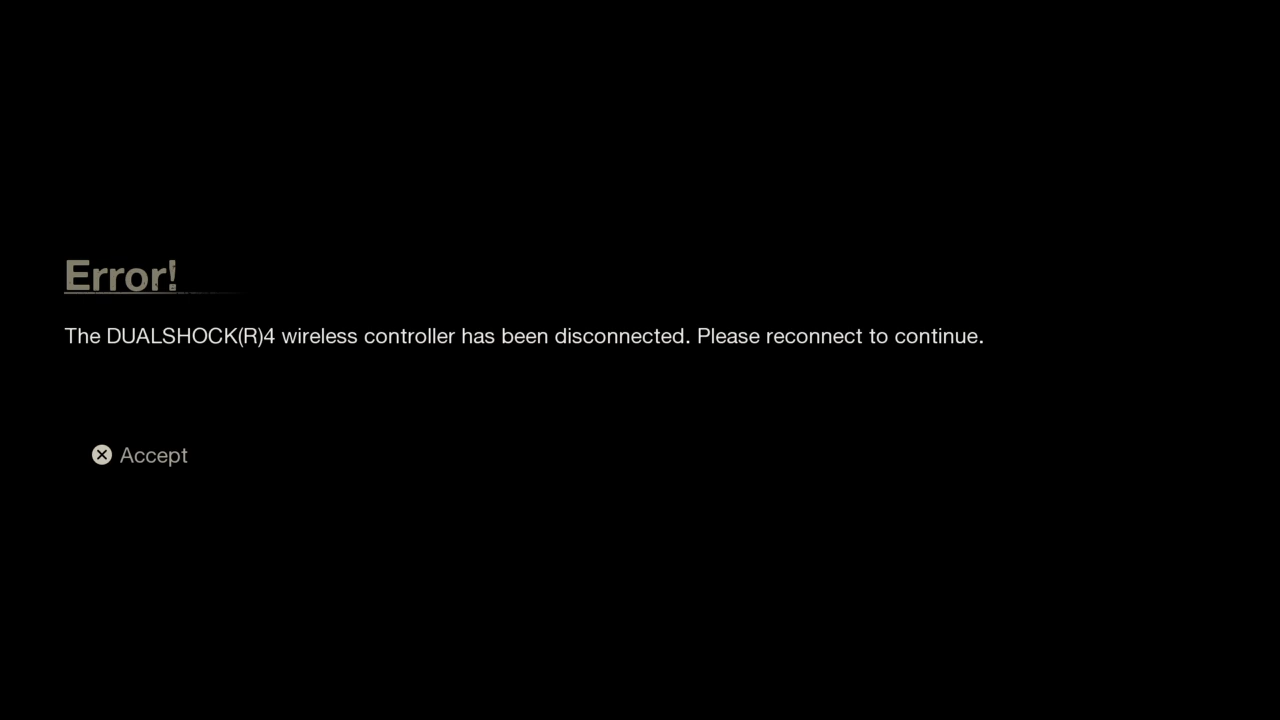 Error!
The DUALSHOCK(R)4 wireless controller has been disconnected. Please reconnect to continue.
Accept